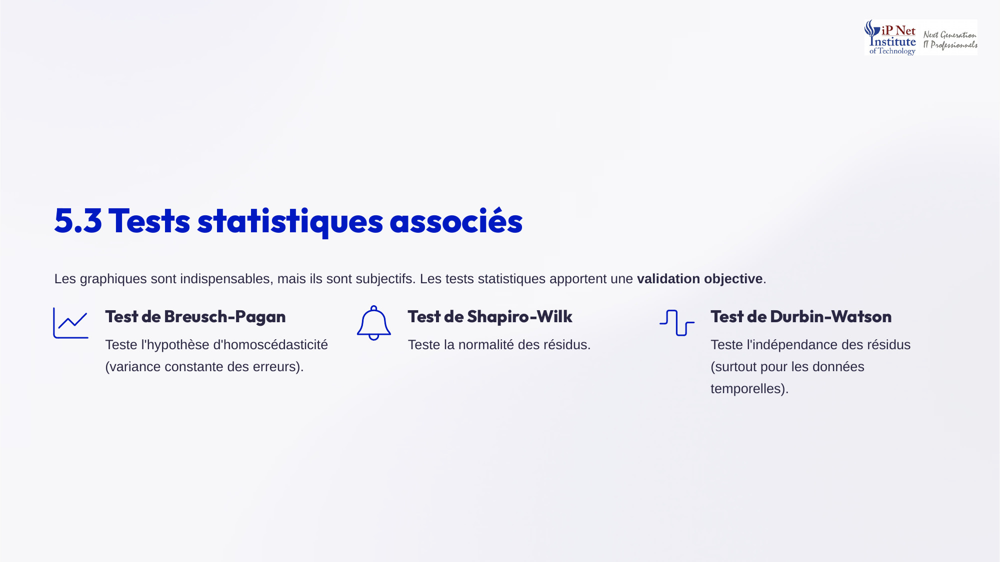 iP Net
Institute
of Technology
Next Generation
IT Professionnels
5.3 Tests statistiques associés
Les graphiques sont indispensables, mais ils sont subjectifs. Les tests statistiques apportent une validation objective.
Test de Breusch-Pagan
Teste l'hypothèse d'homoscédasticité
(variance constante des erreurs).
Test de Shapiro-Wilk
Teste la normalité des résidus.
Test de Durbin-Watson
Teste l'indépendance des résidus
(surtout pour les données
temporelles).